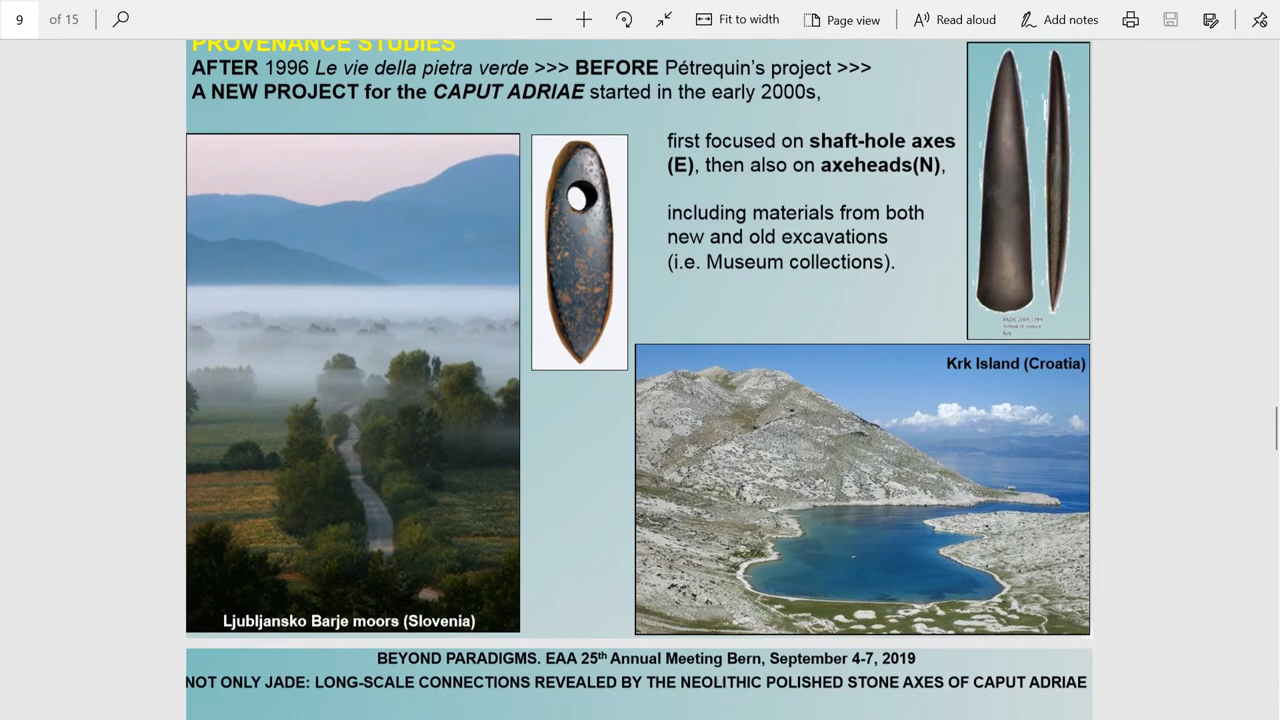 9 of 15
Fit to width
Page view
Read aloud
Add notes
PROVENANCE STUDIES
AFTER 1996 Le vie della pietra verde >>> BEFORE Pétrequin's project >>>
A NEW PROJECT for the CAPUT ADRIAE started in the early 2000s,
first focused on shaft-hole axes
(E), then also on axeheads(N),
including materials from both
new and old excavations
(i.e. Museum collections).
Krk Island (Croatia)
Ljubljansko Barje moors (Slovenia)
BEYOND PARADIGMS. EAA 25th Annual Meeting Bern, September 4-7, 2019
NOT ONLY JADE: LONG-SCALE CONNECTIONS REVEALED BY THE NEOLITHIC POLISHED STONE AXES OF CAPUT ADRIAE